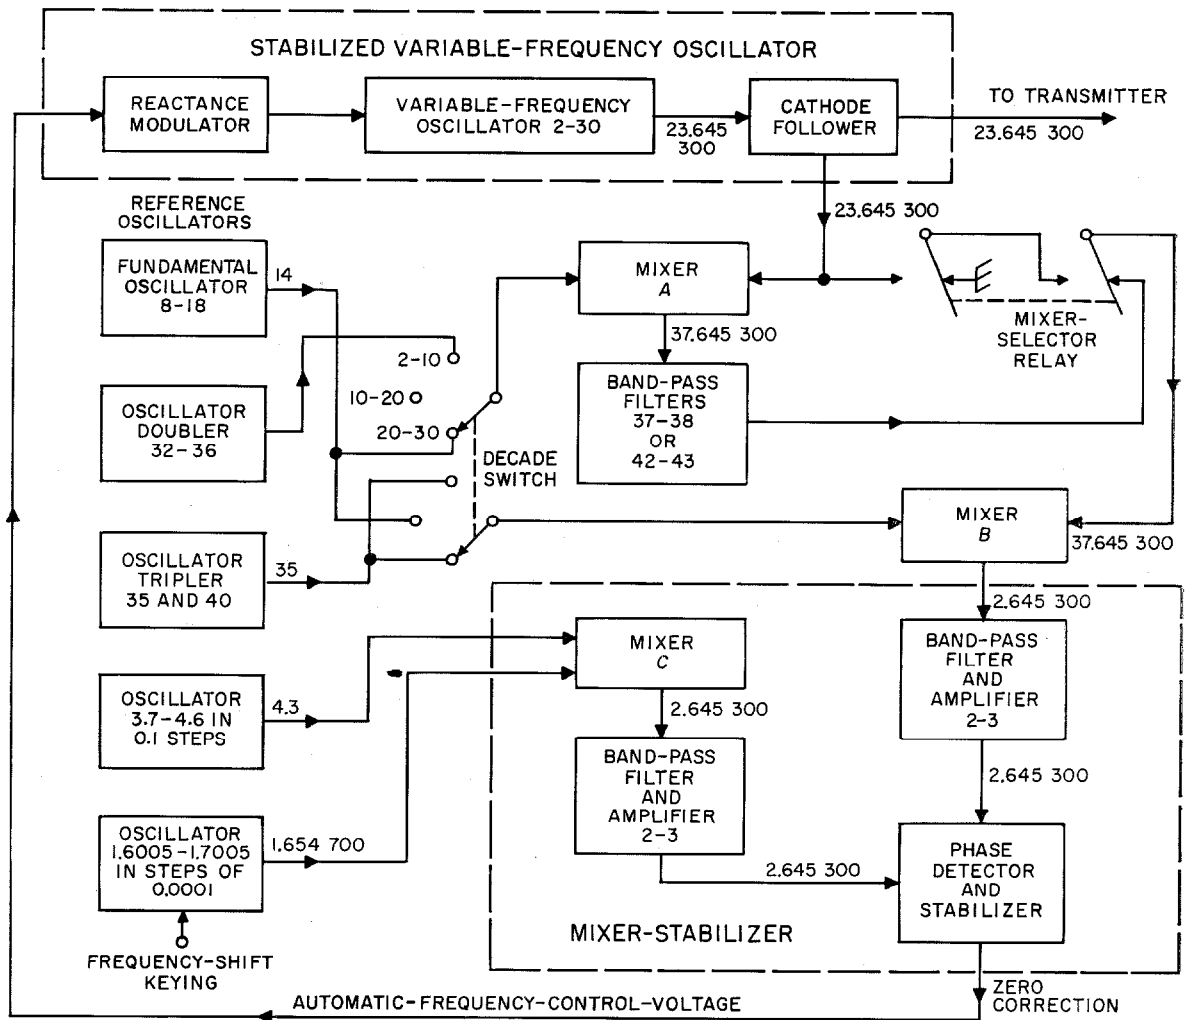 STABILIZED VARIABLE-FREQUENCY OSCILLATOR
REACTANCE
MODULATOR
VARIABLE-FREQUENCY
OSCILLATOR 2-30
23.645
300
CATHODE
FOLLOWER
TO TRANSMITTER
23.645 300
23.645 300
REFERENCE
OSCILLATORS
FUNDAMENTAL
OSCILLATOR
8-18
14
MIXER
A
37.645 300
MIXER-
SELECTOR
RELAY
2-10
10-20
20-30
DECADE
SWITCH
OSCILLATOR
DOUBLER
32-36
BAND-PASS
FILTERS
37-38
OR
42-43
MIXER
B
37.645 300
OSCILLATOR
TRIPLER
35 AND 40
35
2.645 300
MIXER
C
BAND-PASS
FILTER
AND
AMPLIFIER
2-3
OSCILLATOR
3.7-4.6 IN
0.1 STEPS
4.3
2.645 300
BAND-PASS
FILTER
AND
AMPLIFIER
2-3
2.645 300
OSCILLATOR
1.6005-1.7005
IN STEPS OF
0.0001
1.654 700
2.645 300
PHASE
DETECTOR
AND
STABILIZER
MIXER-STABILIZER
FREQUENCY-SHIFT
KEYING
AUTOMATIC-FREQUENCY-CONTROL-VOLTAGE
ZERO
CORRECTION